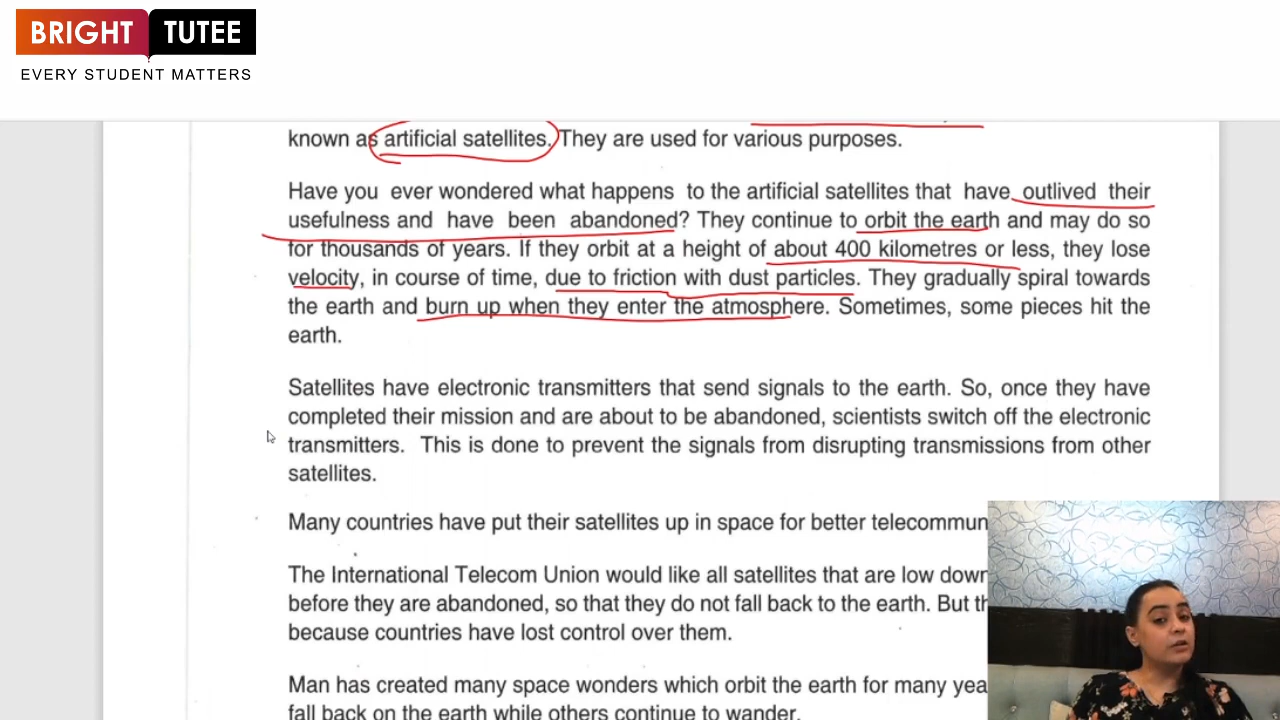 BRIGHT TUTEE
EVERY STUDENT MATTERS
known as artificial satellites. They are used for various purposes.
Have you ever wondered what happens to the artificial satellites that have outlived their
usefulness and have been abandoned? They continue to orbit the earth and may do so
for thousands of years. If they orbit at a height of about 400 kilometres or less, they lose
velocity, in course of time, due to friction with dust particles. They gradually spiral towards
the earth and burn up when they enter the atmosphere. Sometimes, some pieces hit the
earth.
Satellites have electronic transmitters that send signals to the earth. So, once they have
completed their mission and are about to be abandoned, scientists switch off the electronic
transmitters. This is done to prevent the signals from disrupting transmissions from other
satellites.
Many countries have put their satellites up in space for better telecommun
The International Telecom Union would like all satellites that are low down
before they are abandoned, so that they do not fall back to the earth. But th
because countries have lost control over them.
Man has created many space wonders which orbit the earth for many yea
fall back on the earth while others continue to wander.